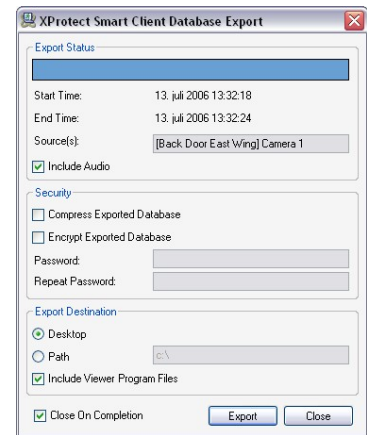 XProtect Smart Client Database Export
Export Status
Start Time: 13. juli 2006 13:32:18
End Time: 13. juli 2006 13:32:24
Source(s): [Back Door East Wing] Camera 1
Include Audio
Security
Compress Exported Database
Encrypt Exported Database
Password:
Repeat Password:
Export Destination
Desktop
Path c:\
Include Viewer Program Files
Close On Completion Export Close